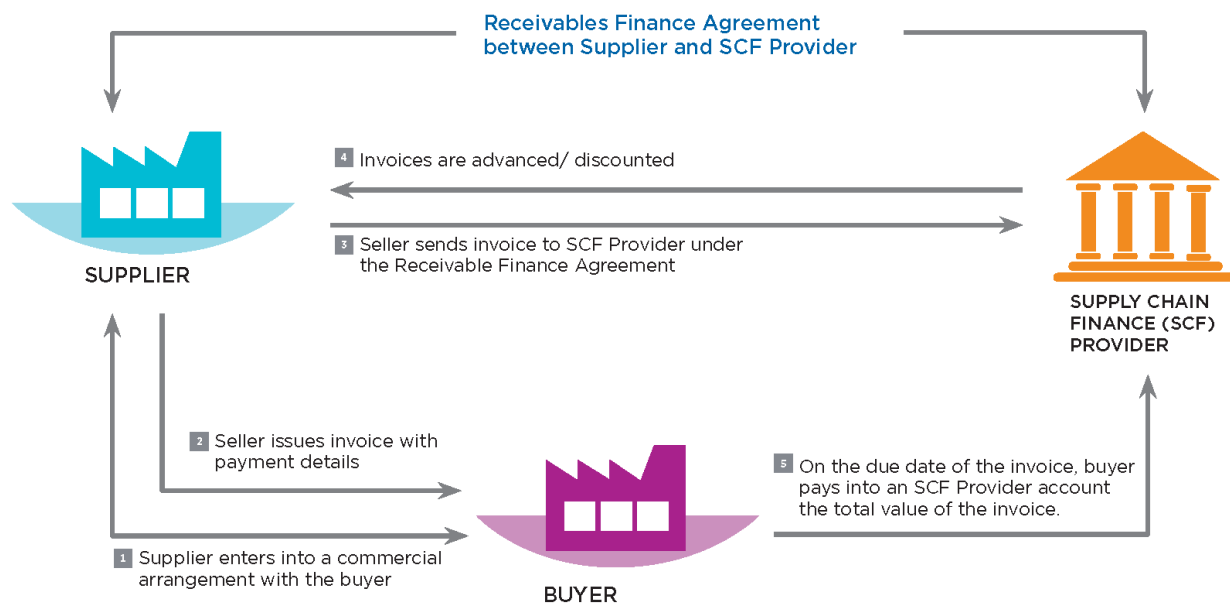 Receivables Finance Agreement
between Supplier and SCF Provider
4 Invoices are advanced/ discounted
3 Seller sends invoice to SCF Provider under
the Receivable Finance Agreement
SUPPLIER
SUPPLY CHAIN
FINANCE (SCF)
PROVIDER
2 Seller issues invoice with
payment details
5 On the due date of the invoice, buyer
pays into an SCF Provider account
the total value of the invoice.
1 Supplier enters into a commercial
arrangement with the buyer
BUYER